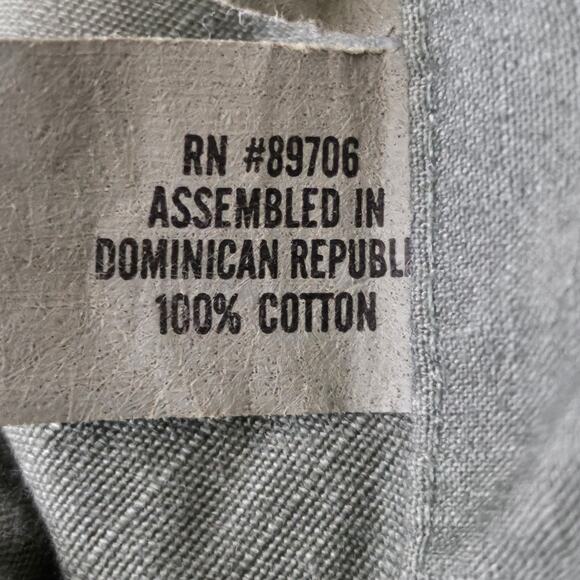 RN #89706
ASSEMBLED IN
DOMINICAN REPUBLI
100% COTTON